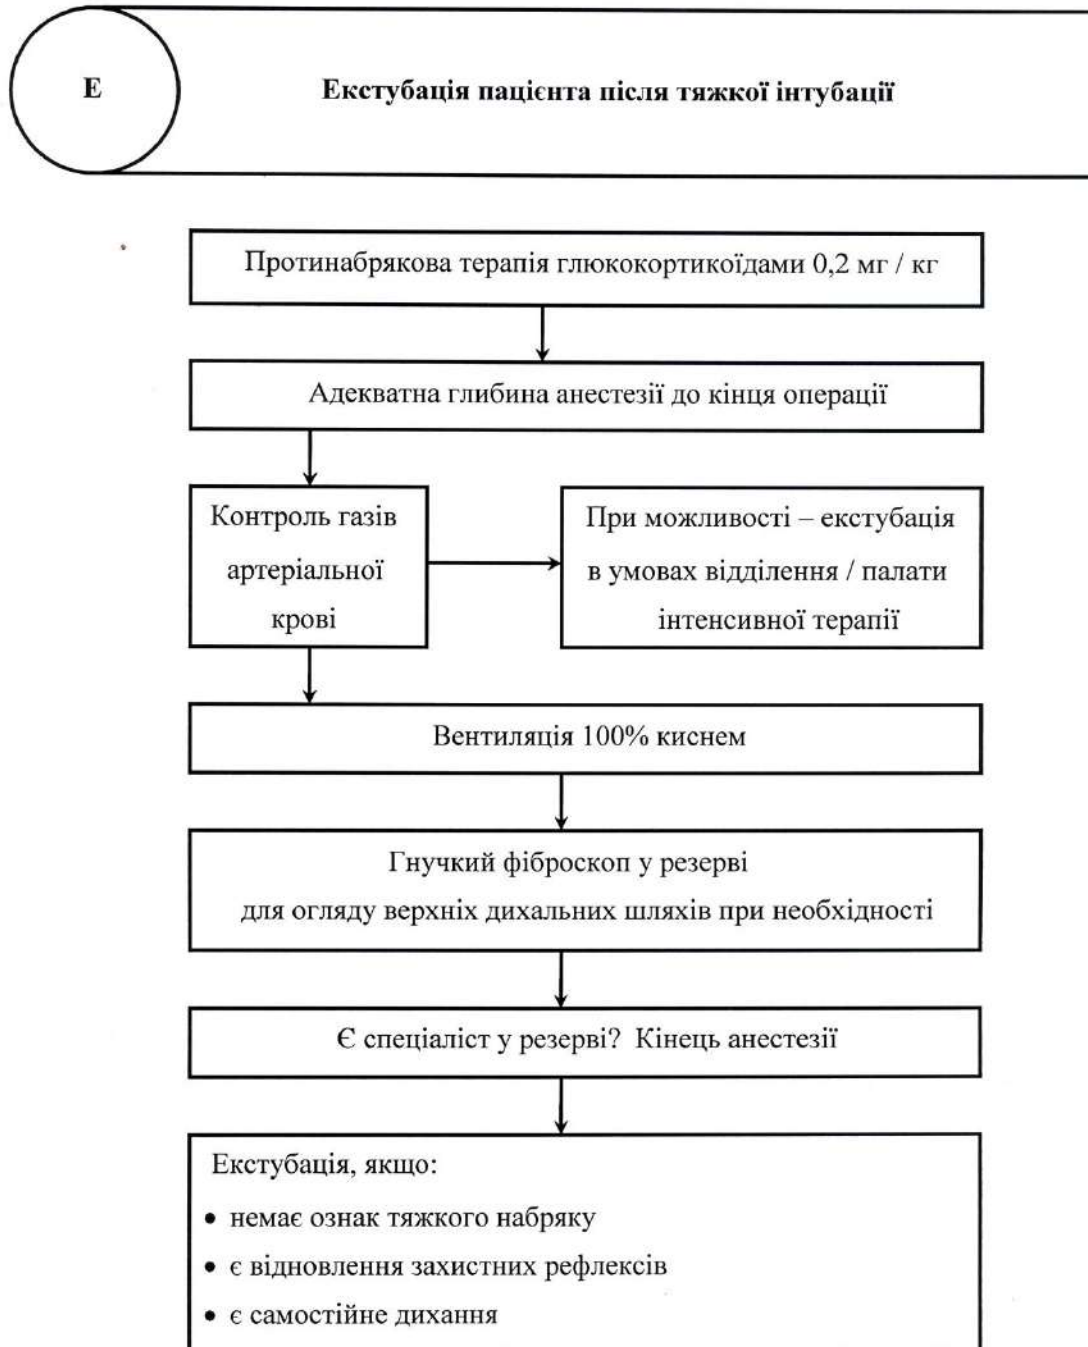 Е
Екстубація пацієнта після тяжкої інтубації
Протинабрякова терапія глюкокортикоїдами 0,2 мг / кг
Адекватна глибина анестезії до кінця операції
Контроль газів
артеріальної
крові
При можливості – екстубація
в умовах відділення / палати
інтенсивної терапії
Вентиляція 100% киснем
Гнучкий фіброскоп у резерві
для огляду верхніх дихальних шляхів при необхідності
Є спеціаліст у резерві? Кінець анестезії
Екстубація, якщо:
• немає ознак тяжкого набряку
• є відновлення захистних рефлексів
• є самостійне дихання